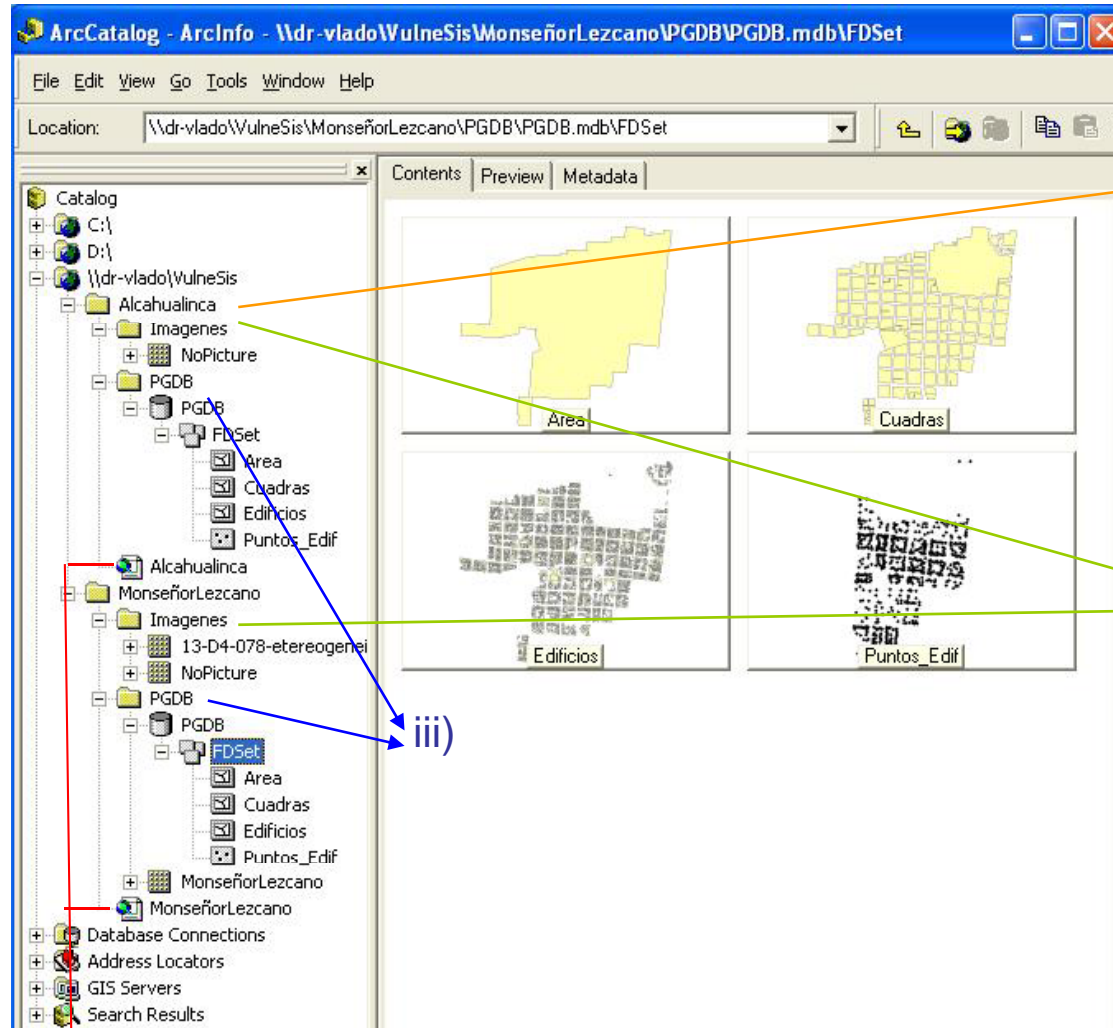 ArcCatalog - ArcInfo - \\dr-vlado\VulneSis\MonseñorLezcano\PGDB\PGDB.mdb\FDSet
File Edit View Go Tools Window Help
Location: \\dr-vlado\VulneSis\MonseñorLezcano\PGDB\PGDB.mdb\FDSet
Contents Preview Metadata
Catalog
C:\
D:\
\\dr-vlado\VulneSis
Alcahualinca
Imagenes
NoPicture
PGDB
PGDB
FDSet
Area
Cuadras
Edificios
Puntos_Edif
Alcahualinca
MonseñorLezcano
Imagenes
13-D4-078-etereogenei
NoPicture
PGDB
PGDB
FDSet
Area
Cuadras
Edificios
Puntos_Edif
MonseñorLezcano
MonseñorLezcano
Database Connections
Address Locators
GIS Servers
Search Results
Area
Cuadras
Edificios
Puntos_Edif
iii)